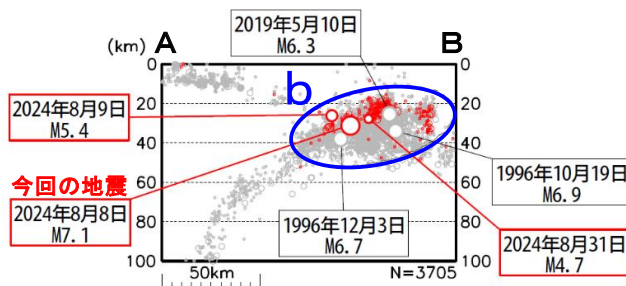 2019年5月10日
M6.3
(km) A B
b
0 0
20 20
40 40
60 60
80 80
100 100
2024年8月9日
M5.4
今回の地震
2024年8月8日
M7.1
1996年12月3日
M6.7
1996年10月19日
M6.9
2024年8月31日
M4.7
50km N=3705